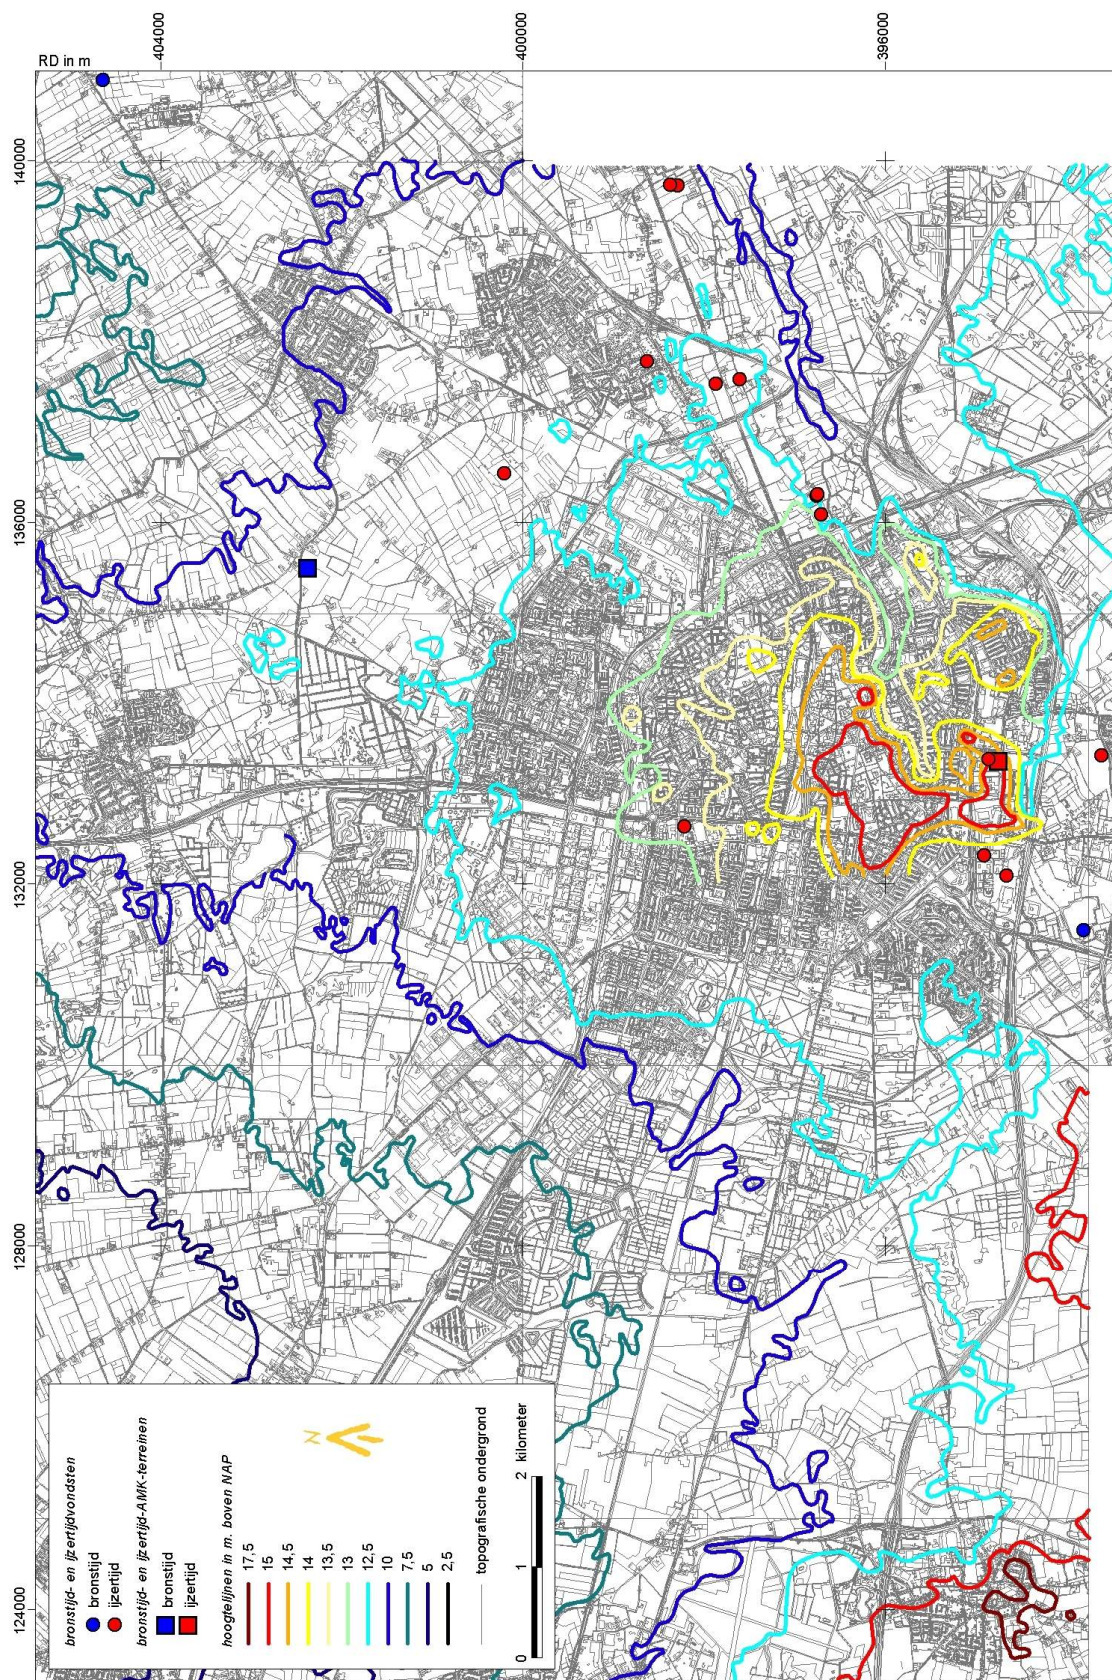 RD in m
404000
400000
396000
140000
136000
132000
128000
124000
bronstijd- en ijzertijdvondsten
bronstijd
ijzertijd
bronstijd- en ijzertijd-AMK-terreinen
bronstijd
ijzertijd
hoogtelijnen in m. boven NAP
17,5
15
14,5
14
13,5
13
12,5
10
7,5
5
2,5
topografische ondergrond
0 1 2
kilometer
N